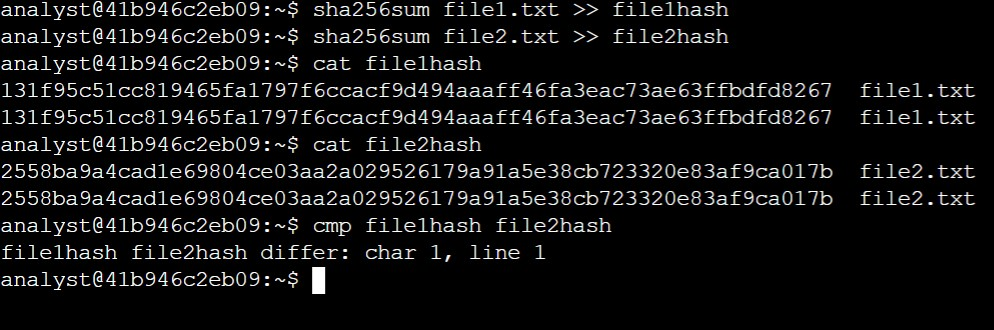 analyst@41b946c2eb09:~$ sha256sum file1.txt >> file1hash
analyst@41b946c2eb09:~$ sha256sum file2.txt >> file2hash
analyst@41b946c2eb09:~$ cat file1hash
131f95c51cc819465fa1797f6ccacf9d494aaaff46fa3eac73ae63ffbdfd8267  file1.txt
131f95c51cc819465fa1797f6ccacf9d494aaaff46fa3eac73ae63ffbdfd8267  file1.txt
analyst@41b946c2eb09:~$ cat file2hash
2558ba9a4cad1e69804ce03aa2a029526179a91a5e38cb723320e83af9ca017b  file2.txt
2558ba9a4cad1e69804ce03aa2a029526179a91a5e38cb723320e83af9ca017b  file2.txt
analyst@41b946c2eb09:~$ cmp file1hash file2hash
file1hash file2hash differ: char 1, line 1
analyst@41b946c2eb09:~$